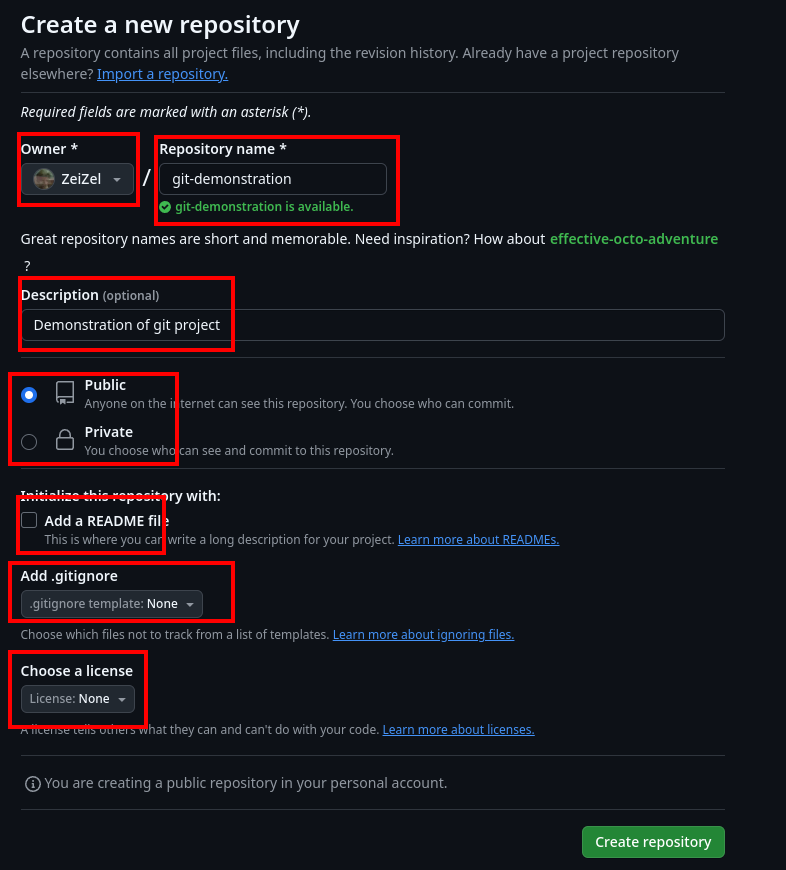 Create a new repository
A repository contains all project files, including the revision history. Already have a project repository
elsewhere? Import a repository.
Required fields are marked with an asterisk (*).
Owner * Repository name *
ZeiZel / git-demonstration
git-demonstration is available.
Great repository names are short and memorable. Need inspiration? How about effective-octo-adventure
?
Description (optional)
Demonstration of git project
Public
Anyone on the internet can see this repository. You choose who can commit.
Private
You choose who can see and commit to this repository.
Initialize this repository with:
Add a README file
This is where you can write a long description for your project. Learn more about READMEs.
Add .gitignore
.gitignore template: None
Choose which files not to track from a list of templates. Learn more about ignoring files.
Choose a license
License: None
A license tells others what they can and can't do with your code. Learn more about licenses.
You are creating a public repository in your personal account.
Create repository